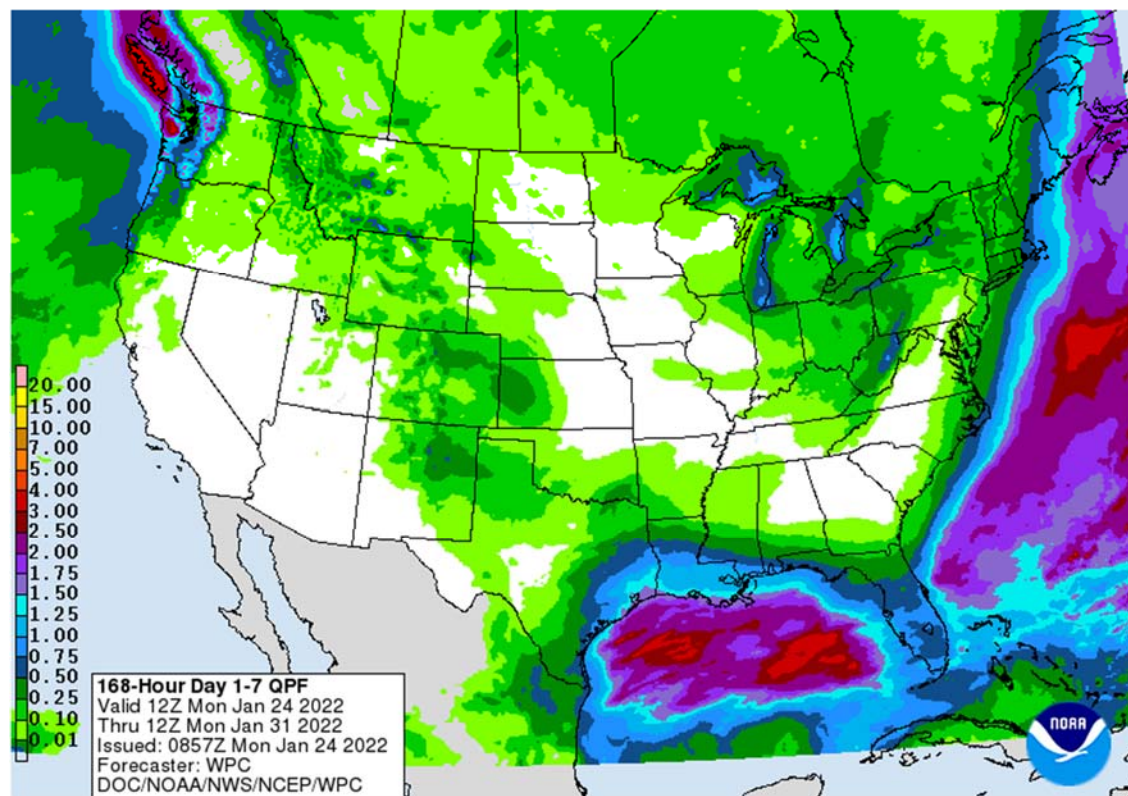 20.00
15.00
10.00
7.00
5.00
4.00
3.00
2.50
2.00
1.75
1.50
1.25
1.00
0.75
0.50
0.25
0.10
0.01
168-Hour Day 1-7 QPF
Valid 12Z Mon Jan 24 2022
Thru 12Z Mon Jan 31 2022
Issued: 0857Z Mon Jan 24 2022
Forecaster: WPC
DOC/NOAA/NWS/NCEP/WPC
NOAA